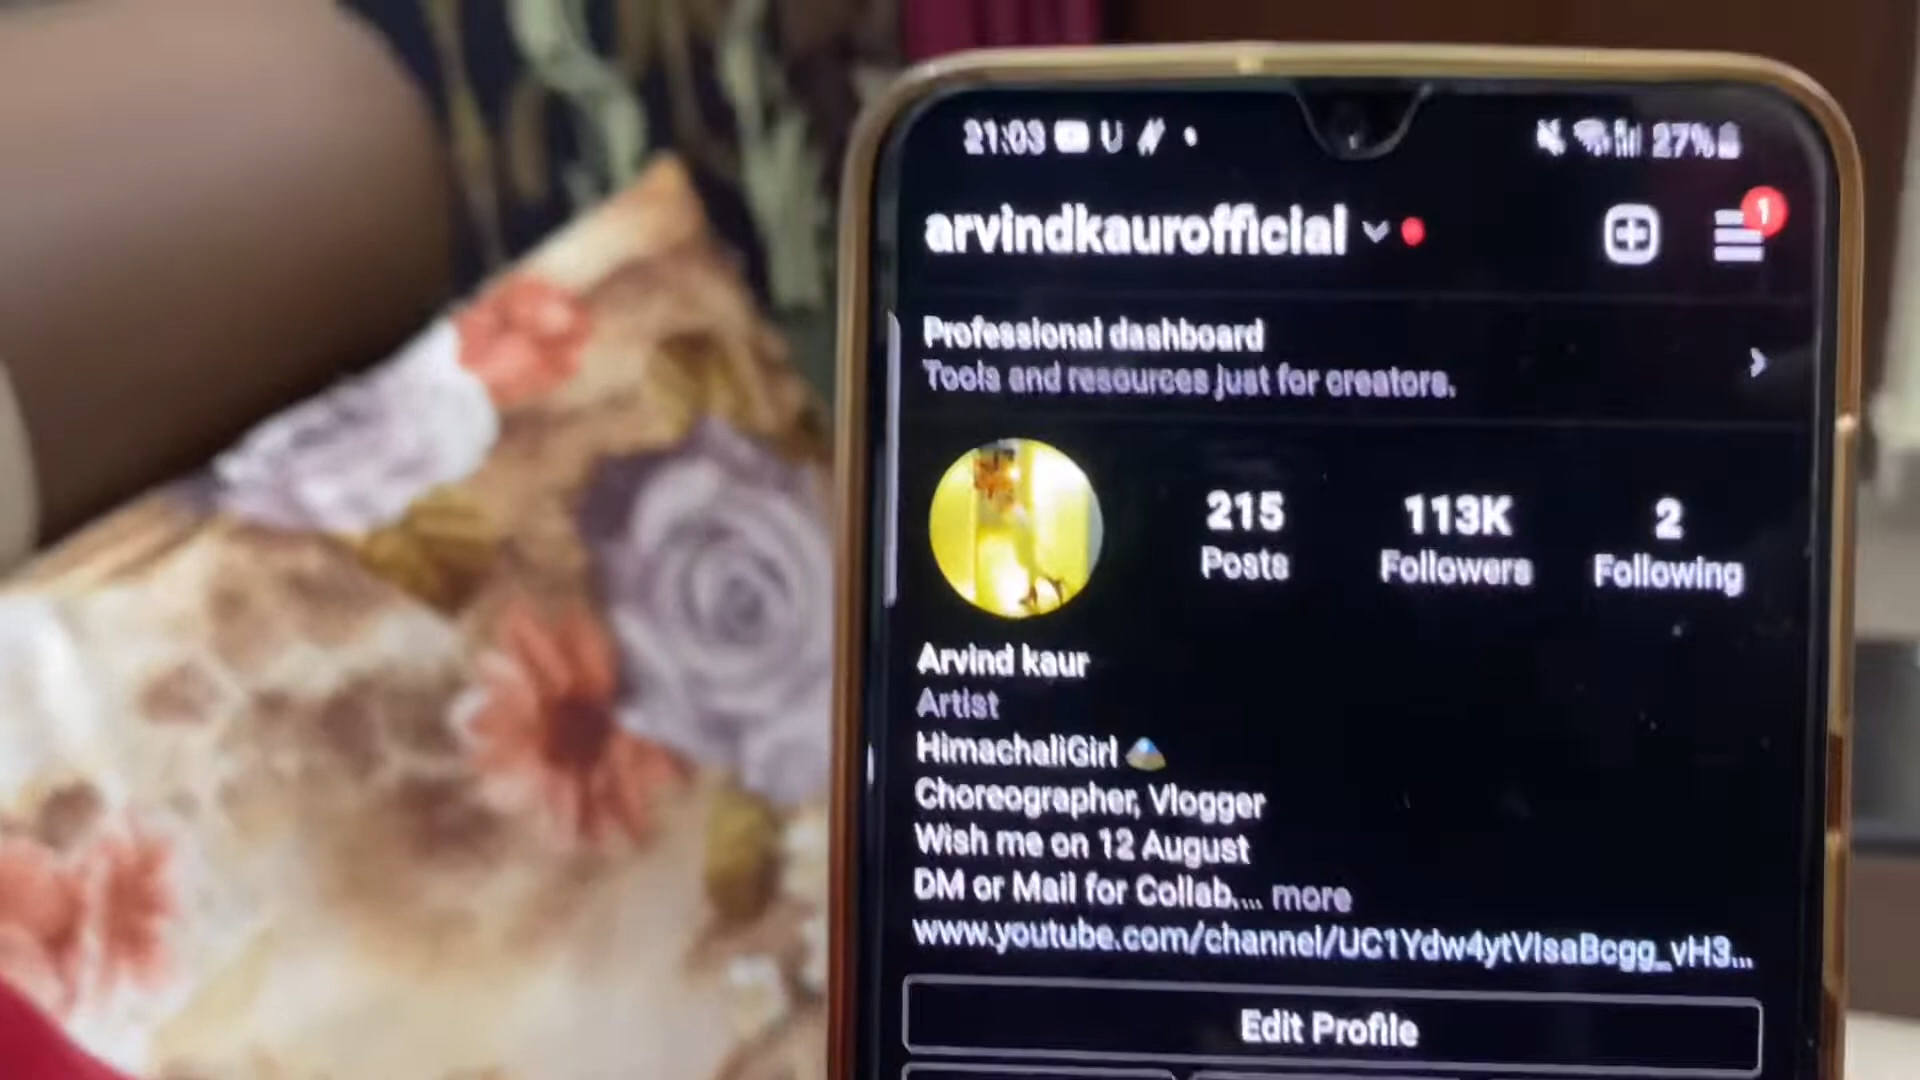 21:03 27%
arvindkaurofficial
1
Professional dashboard
Tools and resources just for creators.
215 113K 2
Posts Followers Following
Arvind kaur
Artist
HimachaliGirl
Choreographer, Vlogger
Wish me on 12 August
DM or Mail for Collab.... more
www.youtube.com/channel/UC1Ydw4ytVIsaBcgg_vH3...
Edit Profile